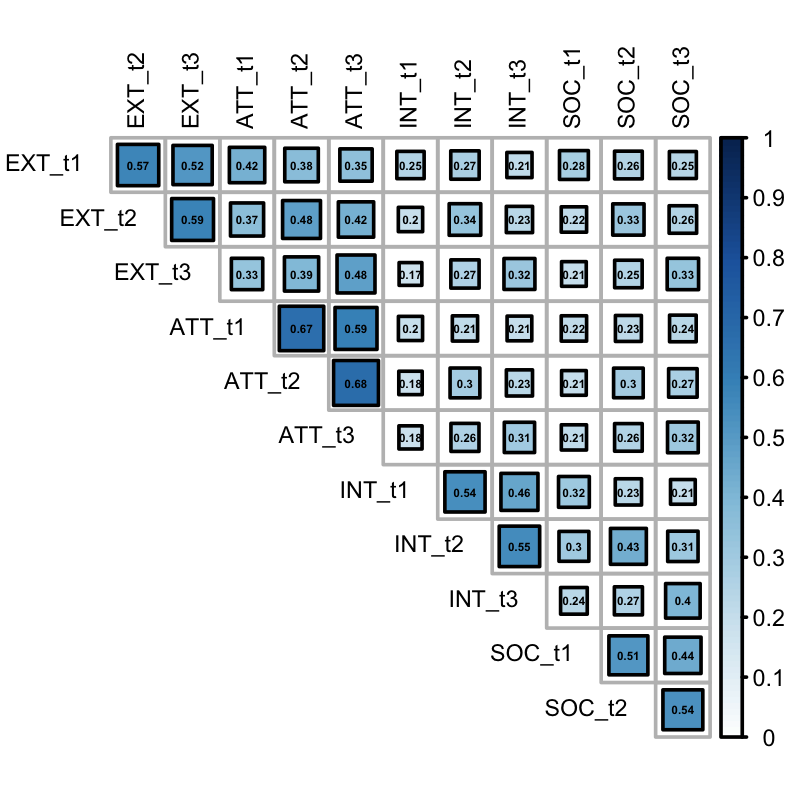 EXT_t2 EXT_t3 ATT_t1 ATT_t2 ATT_t3 INT_t1 INT_t2 INT_t3 SOC_t1 SOC_t2 SOC_t3
EXT_t1 0.57 0.52 0.42 0.38 0.35 0.25 0.27 0.21 0.28 0.26 0.25
EXT_t2 0.59 0.37 0.48 0.42 0.2 0.34 0.23 0.22 0.33 0.26
EXT_t3 0.33 0.39 0.48 0.17 0.27 0.32 0.21 0.25 0.33
ATT_t1 0.67 0.59 0.2 0.21 0.21 0.22 0.23 0.24
ATT_t2 0.68 0.18 0.3 0.23 0.21 0.3 0.27
ATT_t3 0.18 0.26 0.31 0.21 0.26 0.32
INT_t1 0.54 0.46 0.32 0.23 0.21
INT_t2 0.55 0.3 0.43 0.31
INT_t3 0.24 0.27 0.4
SOC_t1 0.51 0.44
SOC_t2 0.54
1
0.9
0.8
0.7
0.6
0.5
0.4
0.3
0.2
0.1
0